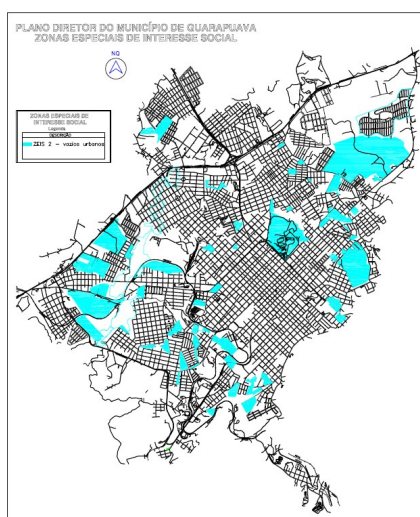 PLANO DIRETOR DO MUNICÍPIO DE GUARAPUAVA
ZONAS ESPECIAIS DE INTERESSE SOCIAL
NQ
ZONAS ESPECIAIS DE
INTERESSE SOCIAL
Legenda
DESCRIÇÃO
ZEIS 2 - vazios urbanos